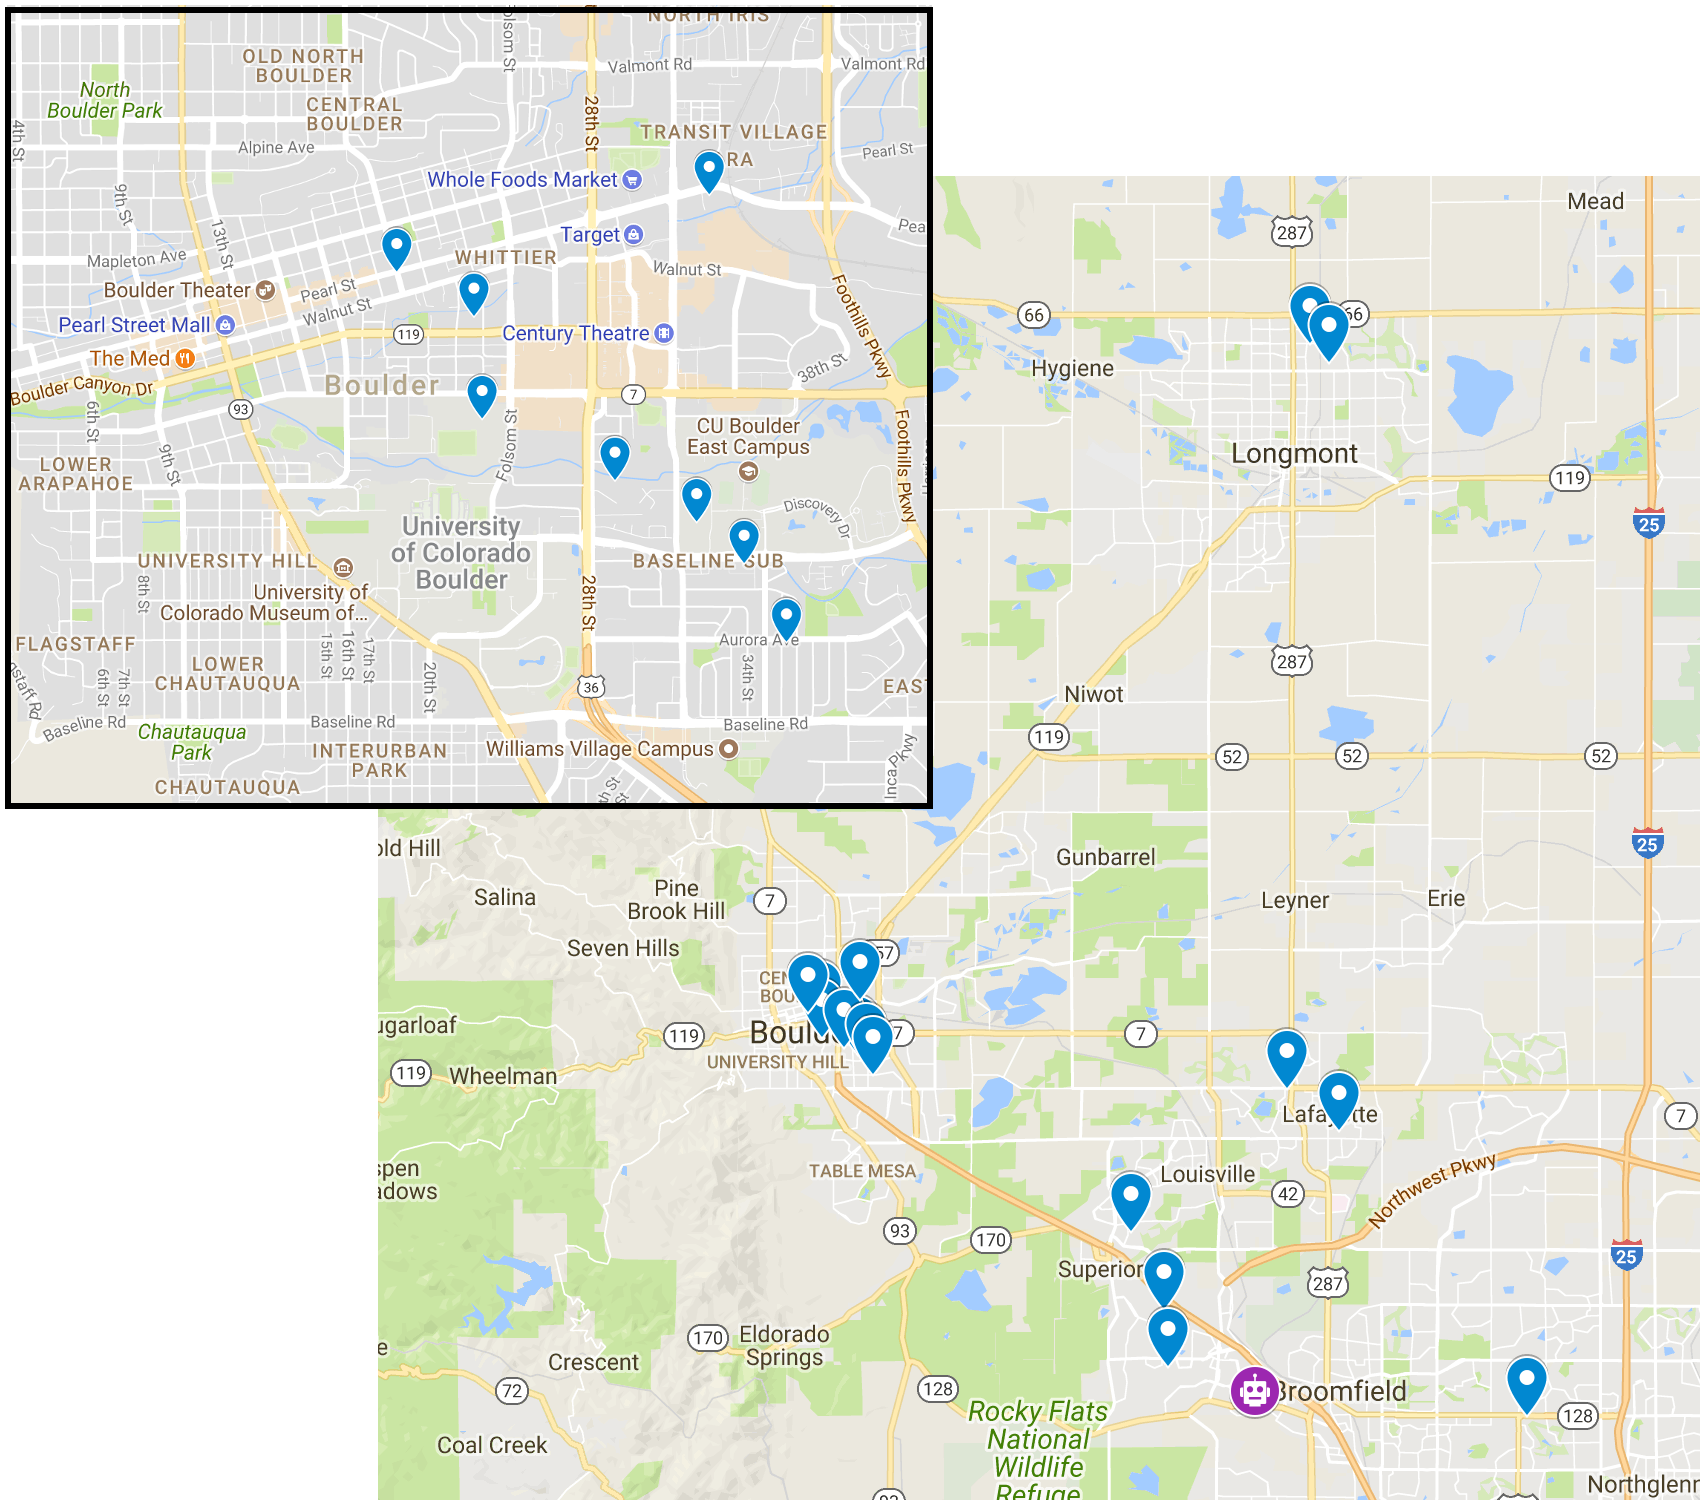 NORTH IRIS
Folsom St
OLD NORTH
BOULDER
Valmont Rd
Valmont Rd
North
Boulder Park
CENTRAL
BOULDER
28th St
4th St
TRANSIT VILLAGE
RA
Alpine Ave
Pearl St
Whole Foods Market
9th St
13th St
Target
Pea
Mapleton Ave
WHITTIER
Walnut St
Boulder Theater
Pearl St
Walnut St
Foothills Pkwy
Pearl Street Mall
119
Century Theatre
The Med
38th St
Boulder Canyon Dr
Boulder
7
93
6th St
Folsom St
CU Boulder
East Campus
Foothills Pkwy
9th St
LOWER
ARAPAHOE
Discovery Dr
University
of Colorado
Boulder
UNIVERSITY HILL
BASELINE SUB
8th St
28th St
University of
Colorado Museum of...
FLAGSTAFF
15th St
16th St
17th St
Aurora Ave
LOWER
CHAUTAUQUA
6th St
7th St
20th St
34th St
36
EAST
gstaff Rd
Baseline Rd
Baseline Rd
Baseline Rd
Chautauqua
Park
INTERURBAN
PARK
Williams Village Campus
Inca Pkwy
CHAUTAUQUA
th St
St
Mead
287
66
66
Hygiene
Longmont
119
25
287
Niwot
119
52
52
52
25
old Hill
Gunbarrel
Salina
Pine
Brook Hill
7
Leyner
Erie
Seven Hills
57
CEN
BOU
ugarloaf
119
Boulde
7
7
UNIVERSITY HILL
119
Wheelman
Lafayette
7
spen
adows
TABLE MESA
Louisville
42
Northwest Pkwy
93
170
25
Superior
287
170
Eldorado
Springs
e
Crescent
72
128
Broomfield
Rocky Flats
National
Wildlife
Refuge
128
Coal Creek
Northglenn
93